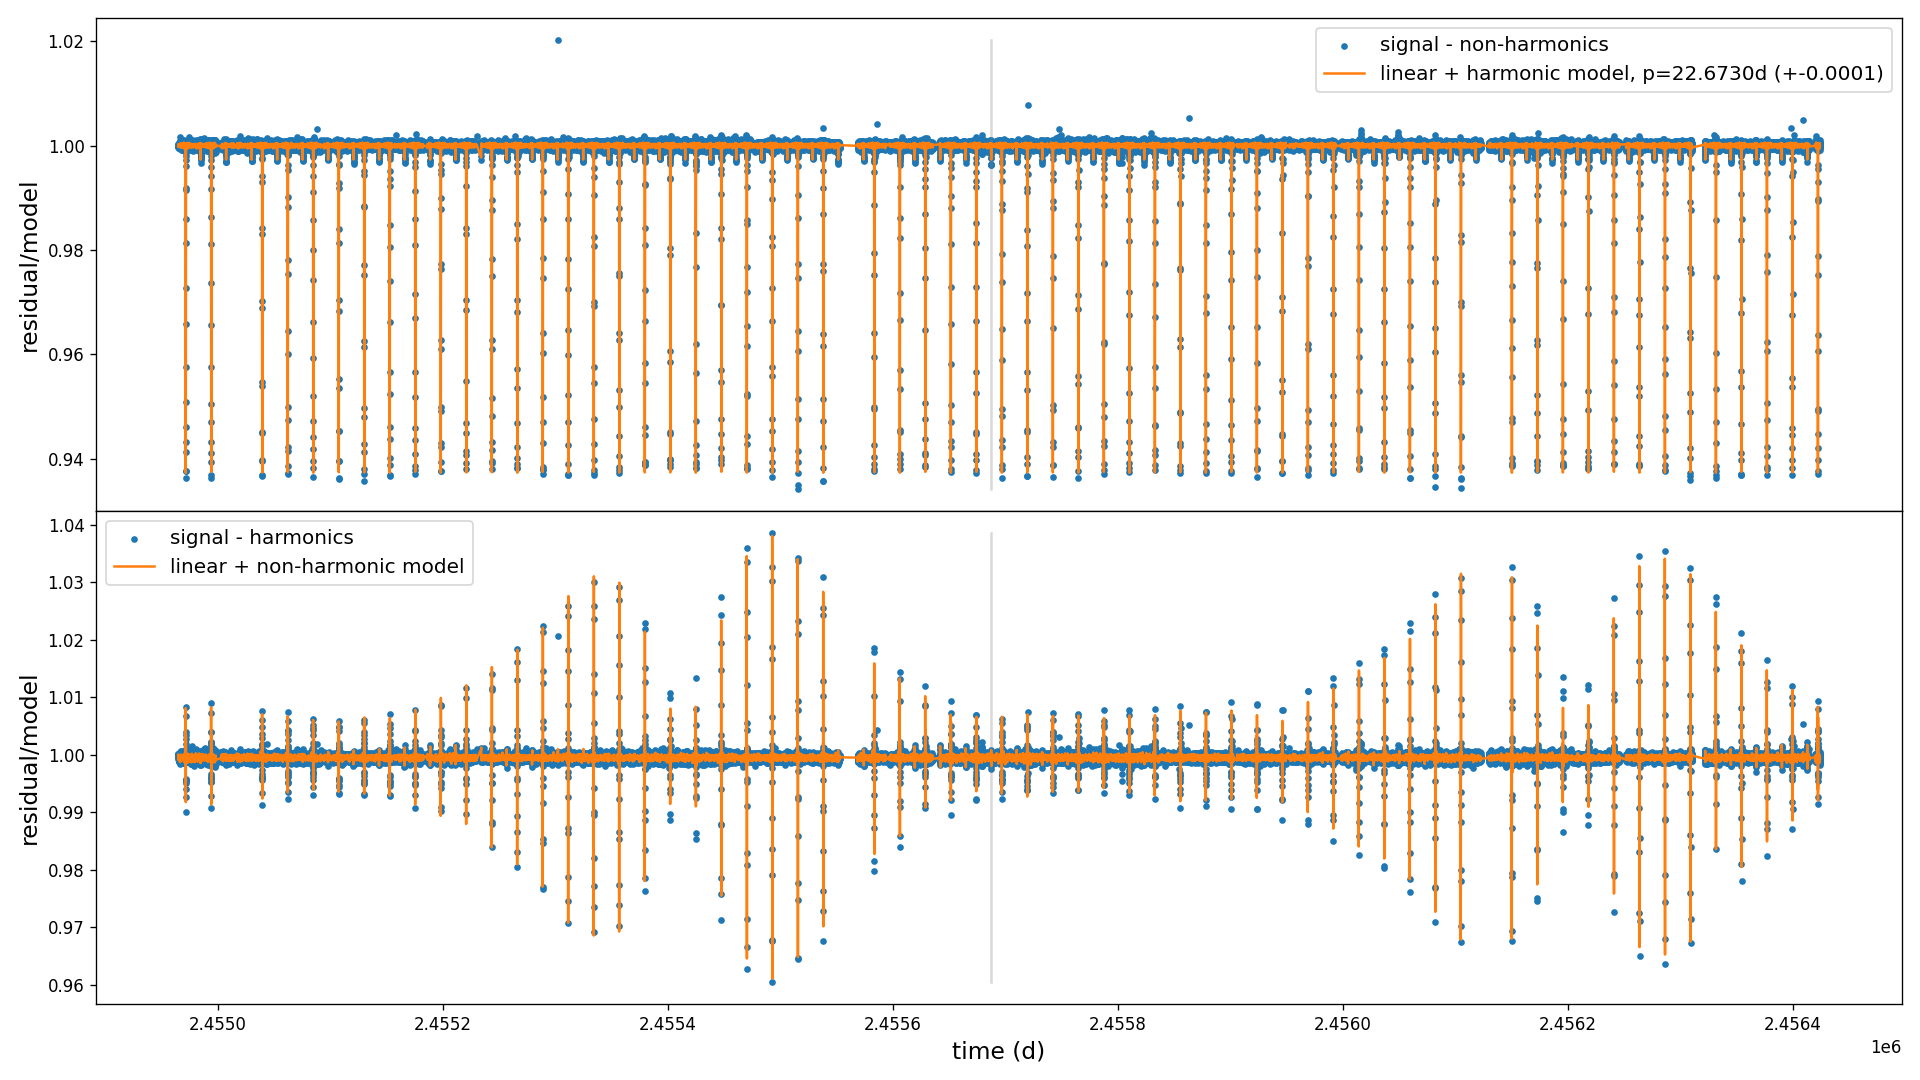 1.02
1.00
0.98
0.96
0.94
residual/model
signal - non-harmonics
linear + harmonic model, p=22.6730d (+-0.0001)
1.04
1.03
1.02
1.01
1.00
0.99
0.98
0.97
0.96
residual/model
signal - harmonics
linear + non-harmonic model
2.4550 2.4552 2.4554 2.4556 2.4558 2.4560 2.4562 2.4564
1e6
time (d)